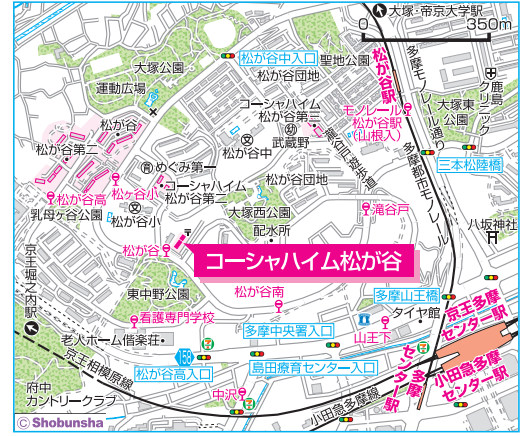 大塚・帝京大学駅
0 350m
松が谷中入口
聖地公園
大塚公園
運動広場
松が谷団地
コーシャハイム
松が谷第三
武蔵野
松が谷駅
モノレール
松が谷駅
(山根入)
多摩モノレール通り
鹿島
クリニック
大塚東
公園
三本松陸橋
松が谷
松が谷第二
松が谷中
めぐみ第一
松が谷高
松ヶ谷小
コーシャハイム
松が谷第二
松が谷団地
遊歩道
多摩都市モノレール
乳母ヶ谷公園
松が谷小
大塚西公園
配水所
滝谷戸
八坂神社
京王堀之内駅
松が谷
コーシャハイム松が谷
東中野公園
松が谷南
多摩山王橋
看護専門学校
タイヤ館
京王多摩
センター駅
老人ホーム偕楽荘
多摩中央署入口
山王下
158
京王相模原線
松が谷高入口
島田療育センター入口
多摩
センター駅
小田急多摩
センター駅
府中
カントリークラブ
中沢
小田急多摩線
© Shobunsha